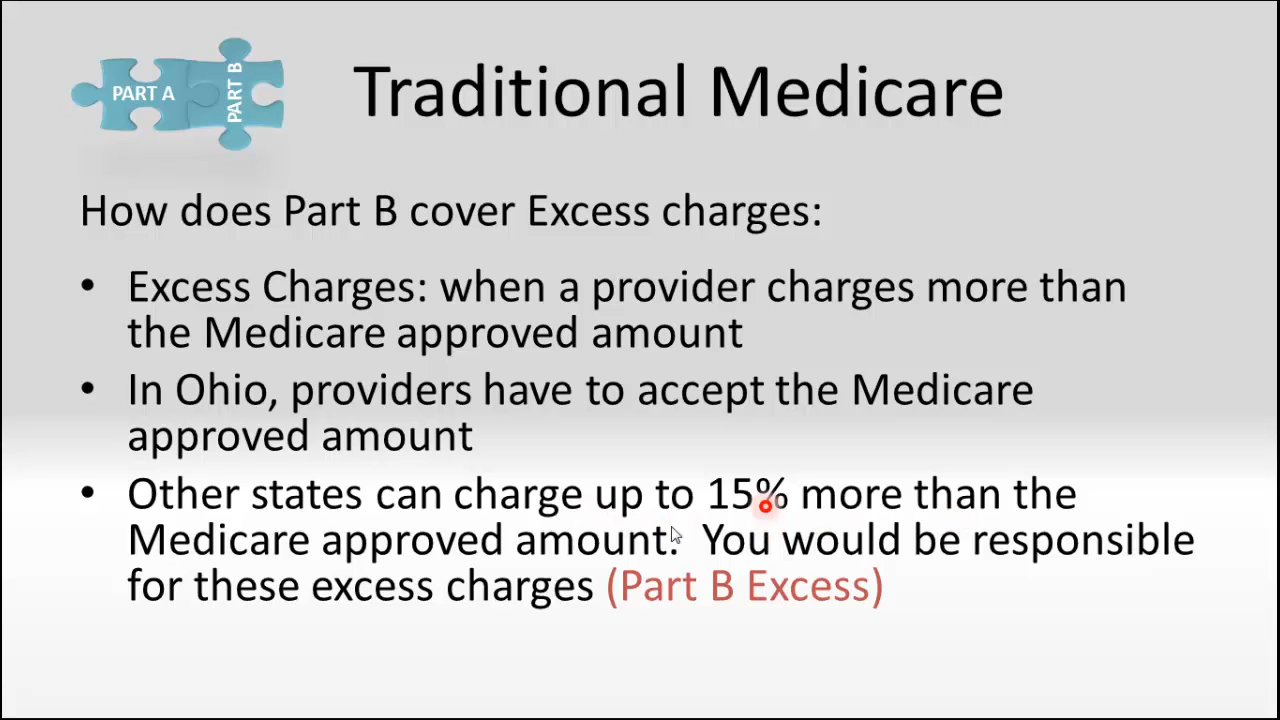 PART A
PART B
Traditional Medicare
How does Part B cover Excess charges:
• Excess Charges: when a provider charges more than
the Medicare approved amount
• In Ohio, providers have to accept the Medicare
approved amount
• Other states can charge up to 15% more than the
Medicare approved amount. You would be responsible
for these excess charges (Part B Excess)